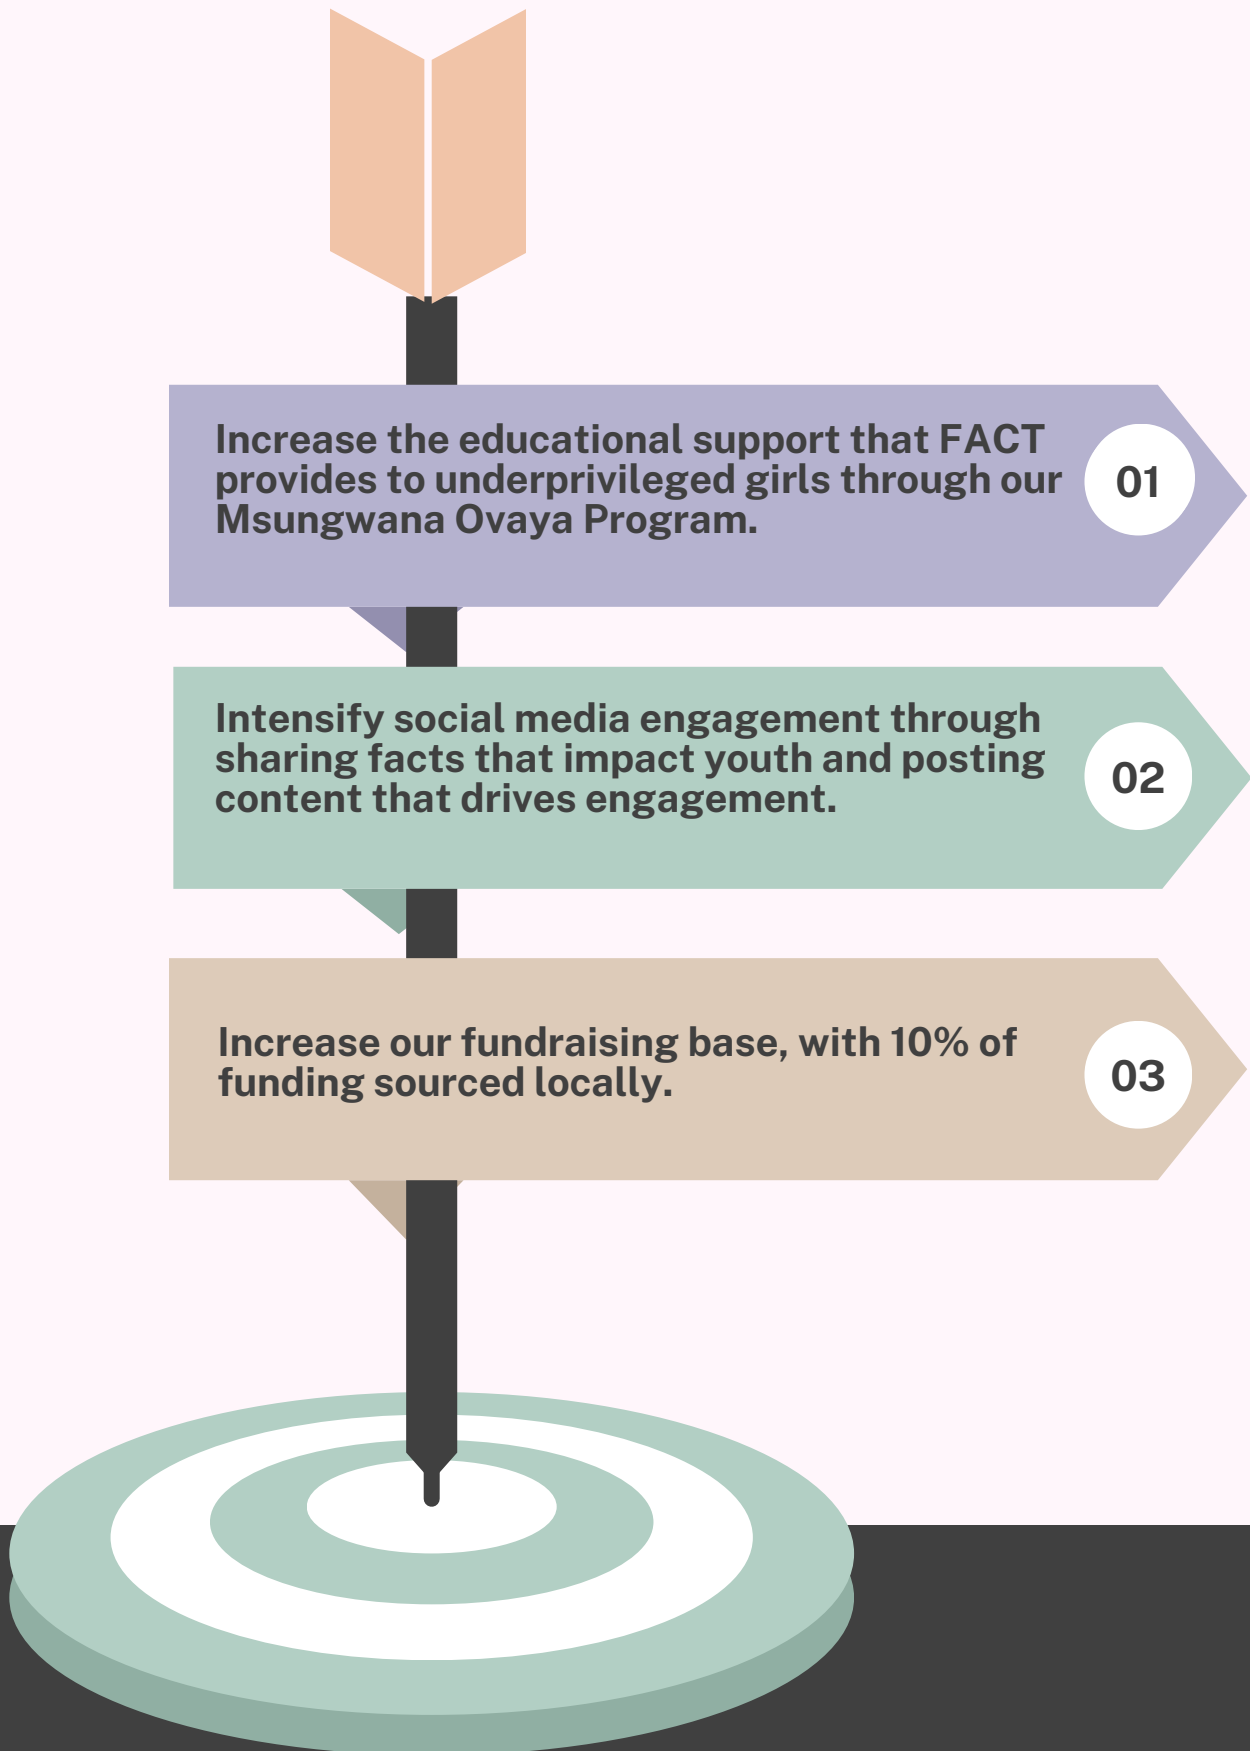 Increase the educational support that FACT
provides to underprivileged girls through our
Msungwana Ovaya Program.
01
Intensify social media engagement through
sharing facts that impact youth and posting
content that drives engagement.
02
Increase our fundraising base, with 10% of
funding sourced locally.
03